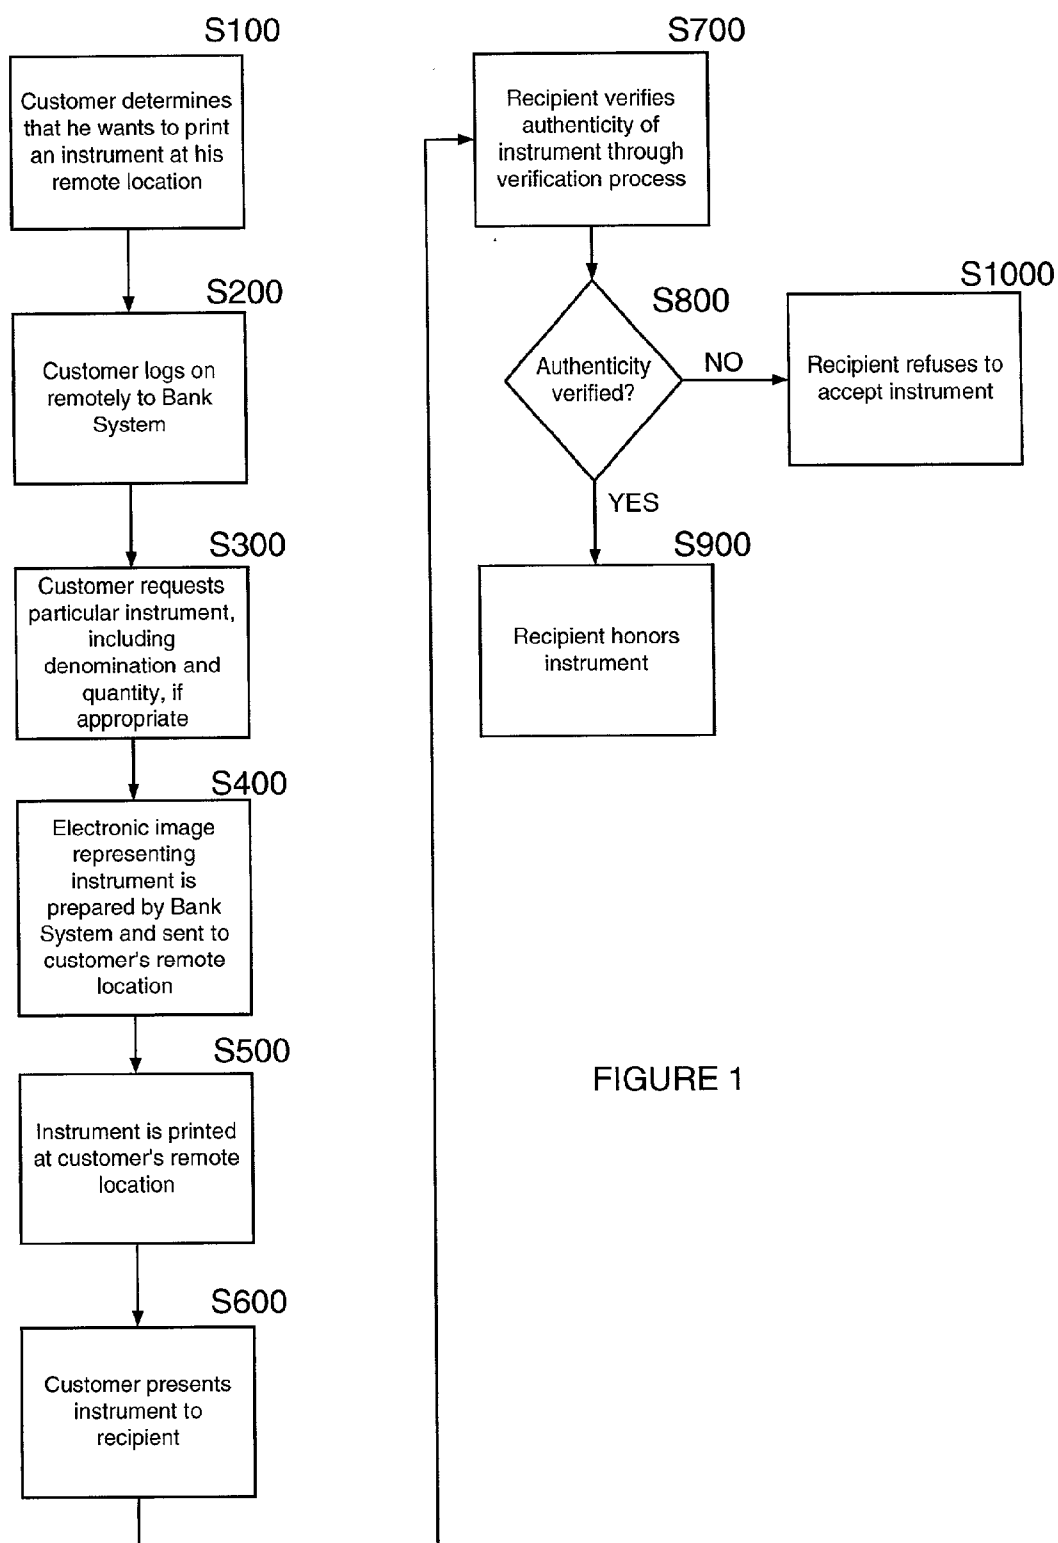 S100
Customer determines
that he wants to print
an instrument at his
remote location
S200
Customer logs on
remotely to Bank
System
S300
Customer requests
particular instrument,
including
denomination and
quantity, if
appropriate
S400
Electronic image
representing
instrument is
prepared by Bank
System and sent to
customer's remote
location
S500
Instrument is printed
at customer's remote
location
S600
Customer presents
instrument to
recipient
S700
Recipient verifies
authenticity of
instrument through
verification process
S800
Authenticity
verified?
NO
YES
S1000
Recipient refuses to
accept instrument
S900
Recipient honors
instrument
FIGURE 1